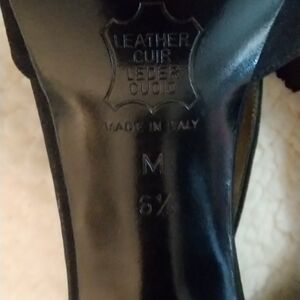 LEATHER
CUIR
LEDER
CUOIO
MADE IN ITALY
M
6½